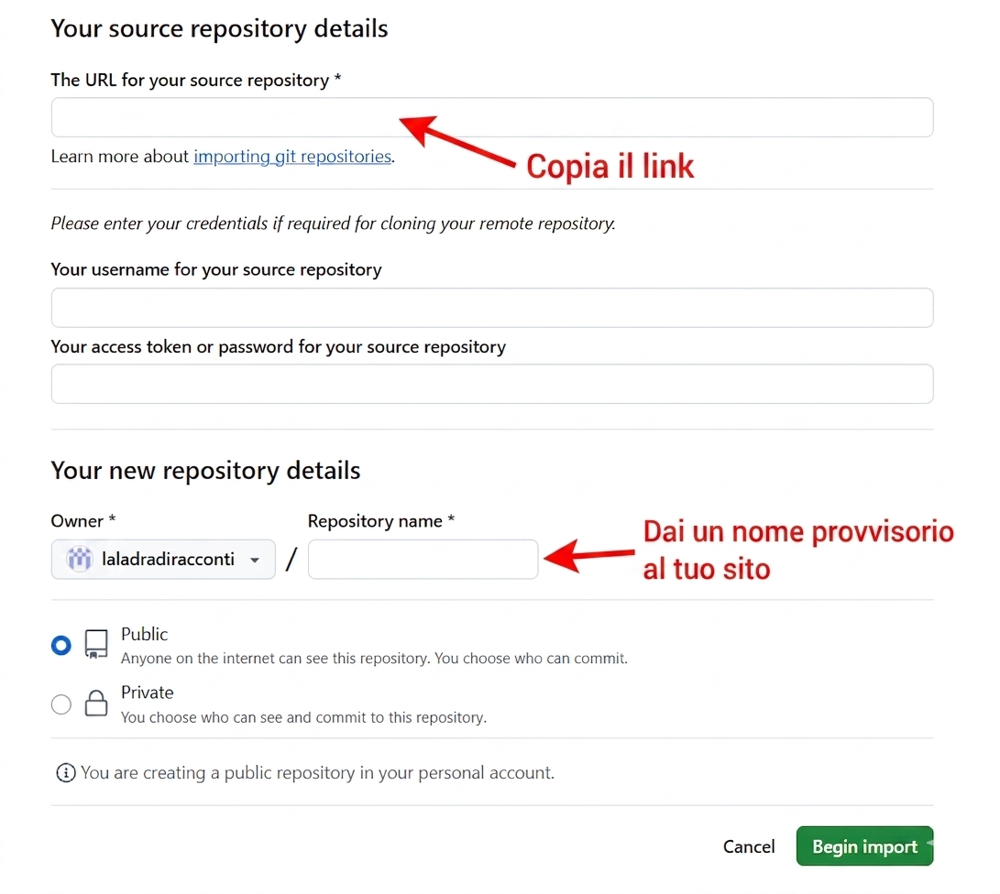 Your source repository details
The URL for your source repository *
Learn more about importing git repositories.
Copia il link
Please enter your credentials if required for cloning your remote repository.
Your username for your source repository
Your access token or password for your source repository
Your new repository details
Owner *
Repository name *
laladradiracconti
/
Dai un nome provvisorio
al tuo sito
Public
Anyone on the internet can see this repository. You choose who can commit.
Private
You choose who can see and commit to this repository.
You are creating a public repository in your personal account.
Cancel
Begin import